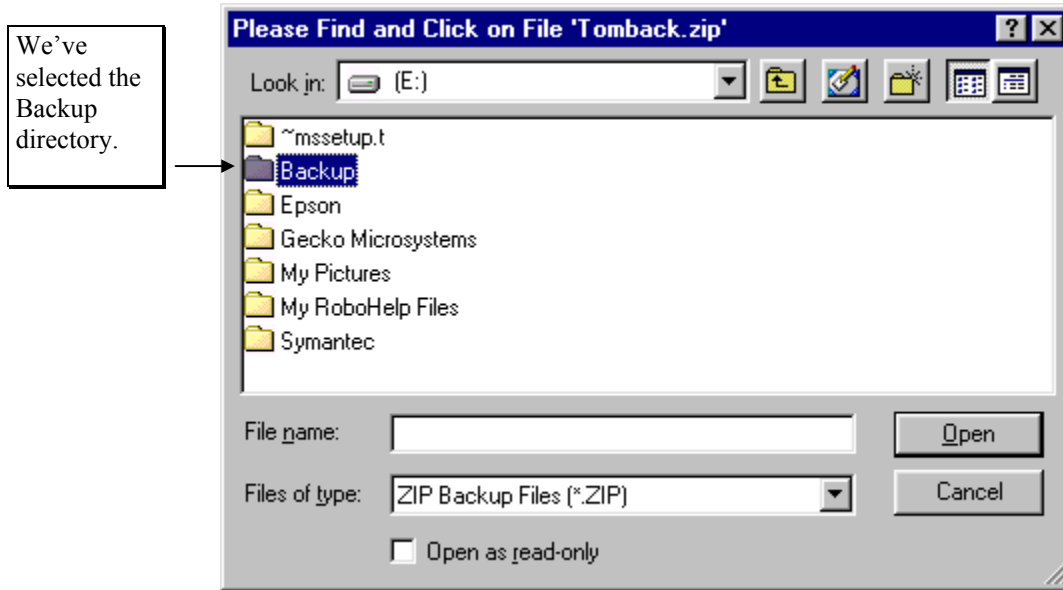 We’ve
selected the
Backup
directory.
Please Find and Click on File 'Tomback.zip'
Look in: (E:)
~mssetup.t
Backup
Epson
Gecko Microsystems
My Pictures
My RoboHelp Files
Symantec
File name:
Open
Files of type: ZIP Backup Files (*.ZIP)
Cancel
Open as read-only